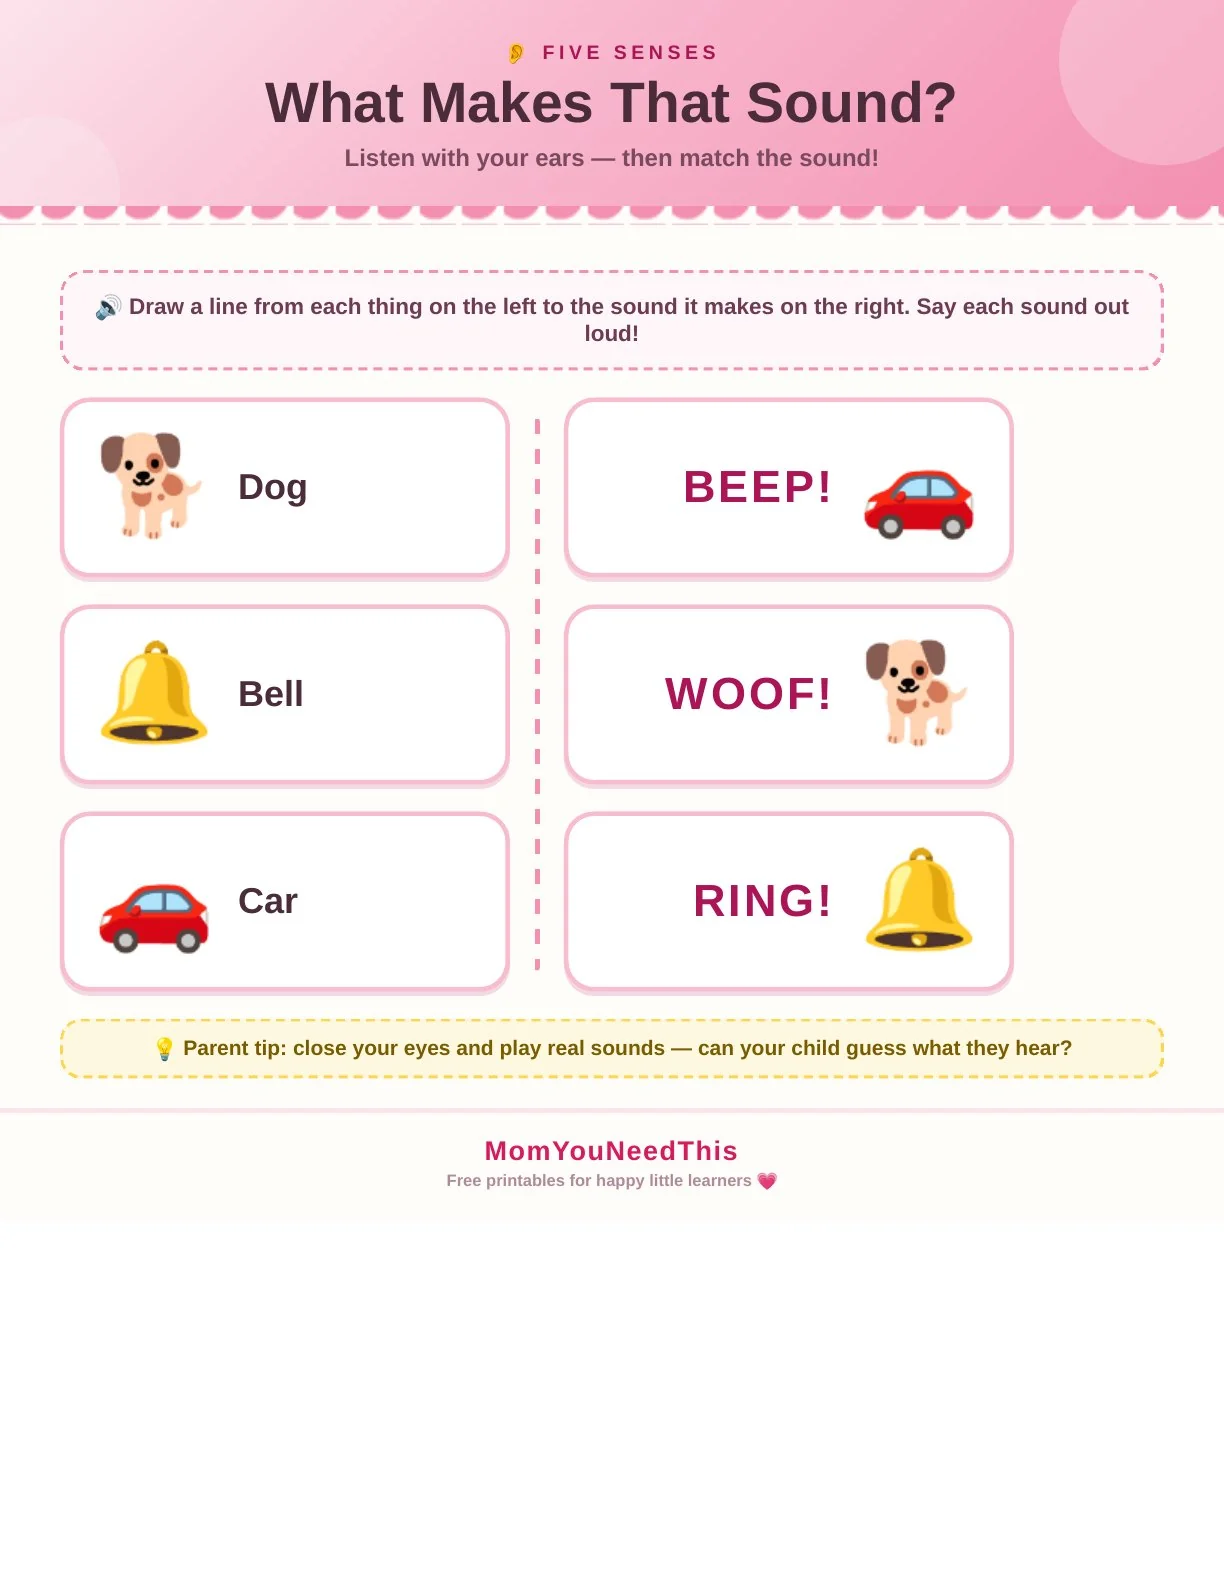 👂 FIVE SENSES
What Makes That Sound?
Listen with your ears — then match the sound!
🔊 Draw a line from each thing on the left to the sound it makes on the right. Say each sound out
loud!
Dog
BEEP!
Bell
WOOF!
Car
RING!
💡 Parent tip: close your eyes and play real sounds — can your child guess what they hear?
MomYouNeedThis
Free printables for happy little learners 💗